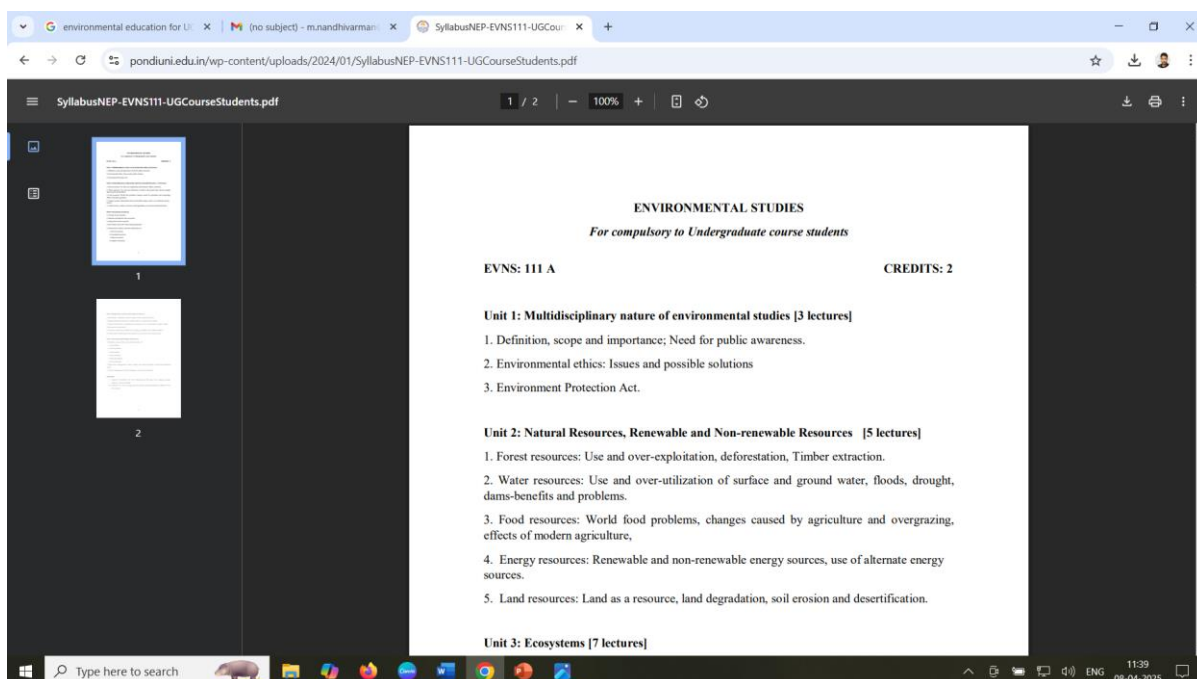 environmental education for U
(no subject) - m.nandhivarman
SyllabusNEP-EVNS111-UGCour
pondiuni.edu.in/wp-content/uploads/2024/01/SyllabusNEP-EVNS111-UGCourseStudents.pdf
SyllabusNEP-EVNS111-UGCourseStudents.pdf
1 / 2
100%
1
2
ENVIRONMENTAL STUDIES
For compulsory to Undergraduate course students
EVNS: 111 A CREDITS: 2
Unit 1: Multidisciplinary nature of environmental studies [3 lectures]
1. Definition, scope and importance; Need for public awareness.
2. Environmental ethics: Issues and possible solutions
3. Environment Protection Act.
Unit 2: Natural Resources, Renewable and Non-renewable Resources [5 lectures]
1. Forest resources: Use and over-exploitation, deforestation, Timber extraction.
2. Water resources: Use and over-utilization of surface and ground water, floods, drought,
dams-benefits and problems.
3. Food resources: World food problems, changes caused by agriculture and overgrazing,
effects of modern agriculture,
4. Energy resources: Renewable and non-renewable energy sources, use of alternate energy
sources.
5. Land resources: Land as a resource, land degradation, soil erosion and desertification.
Unit 3: Ecosystems [7 lectures]
Type here to search
ENG
11:39
08-04-2025